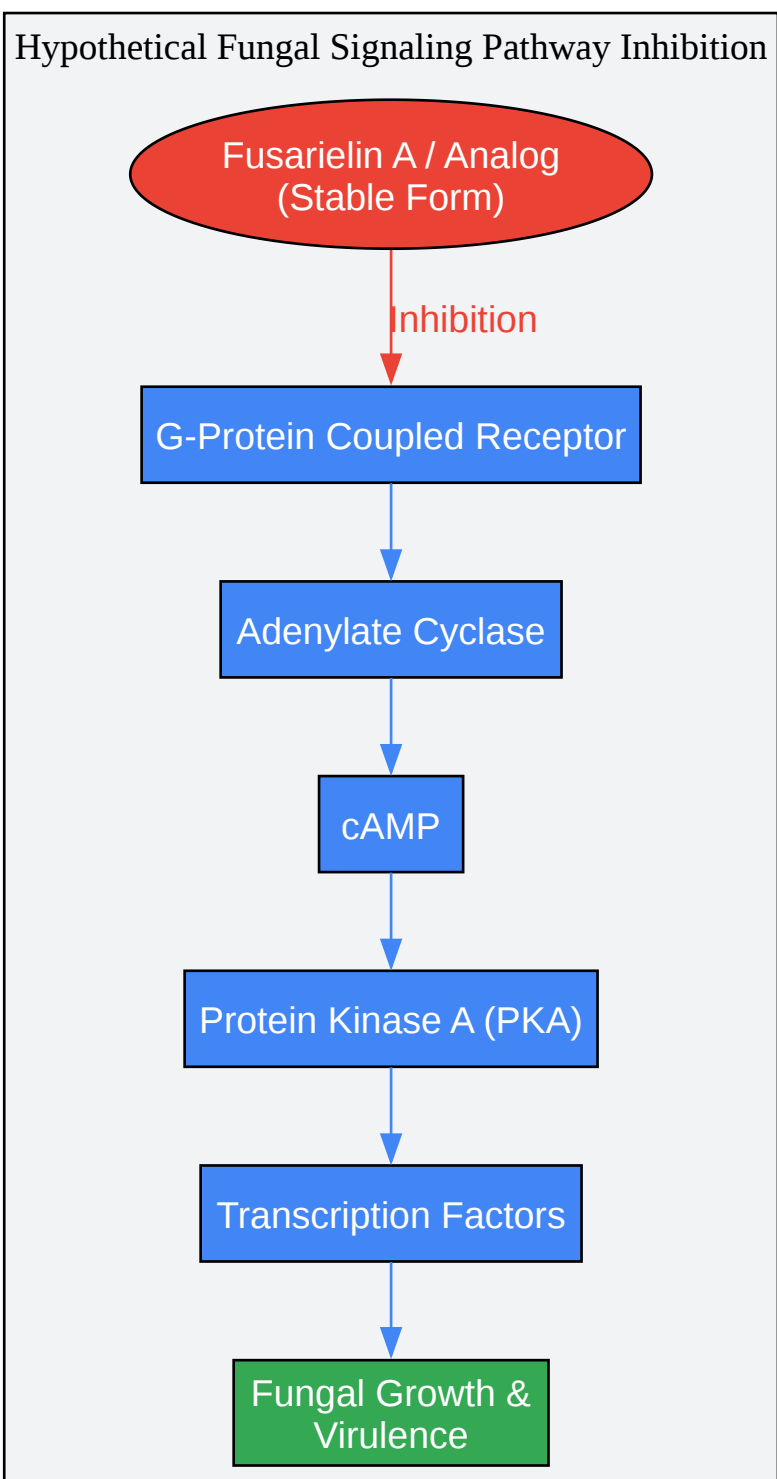 Hypothetical Fungal Signaling Pathway Inhibition
Fusarielin A / Analog
(Stable Form)
Inhibition
G-Protein Coupled Receptor
Adenylate Cyclase
cAMP
Protein Kinase A (PKA)
Transcription Factors
Fungal Growth &
Virulence